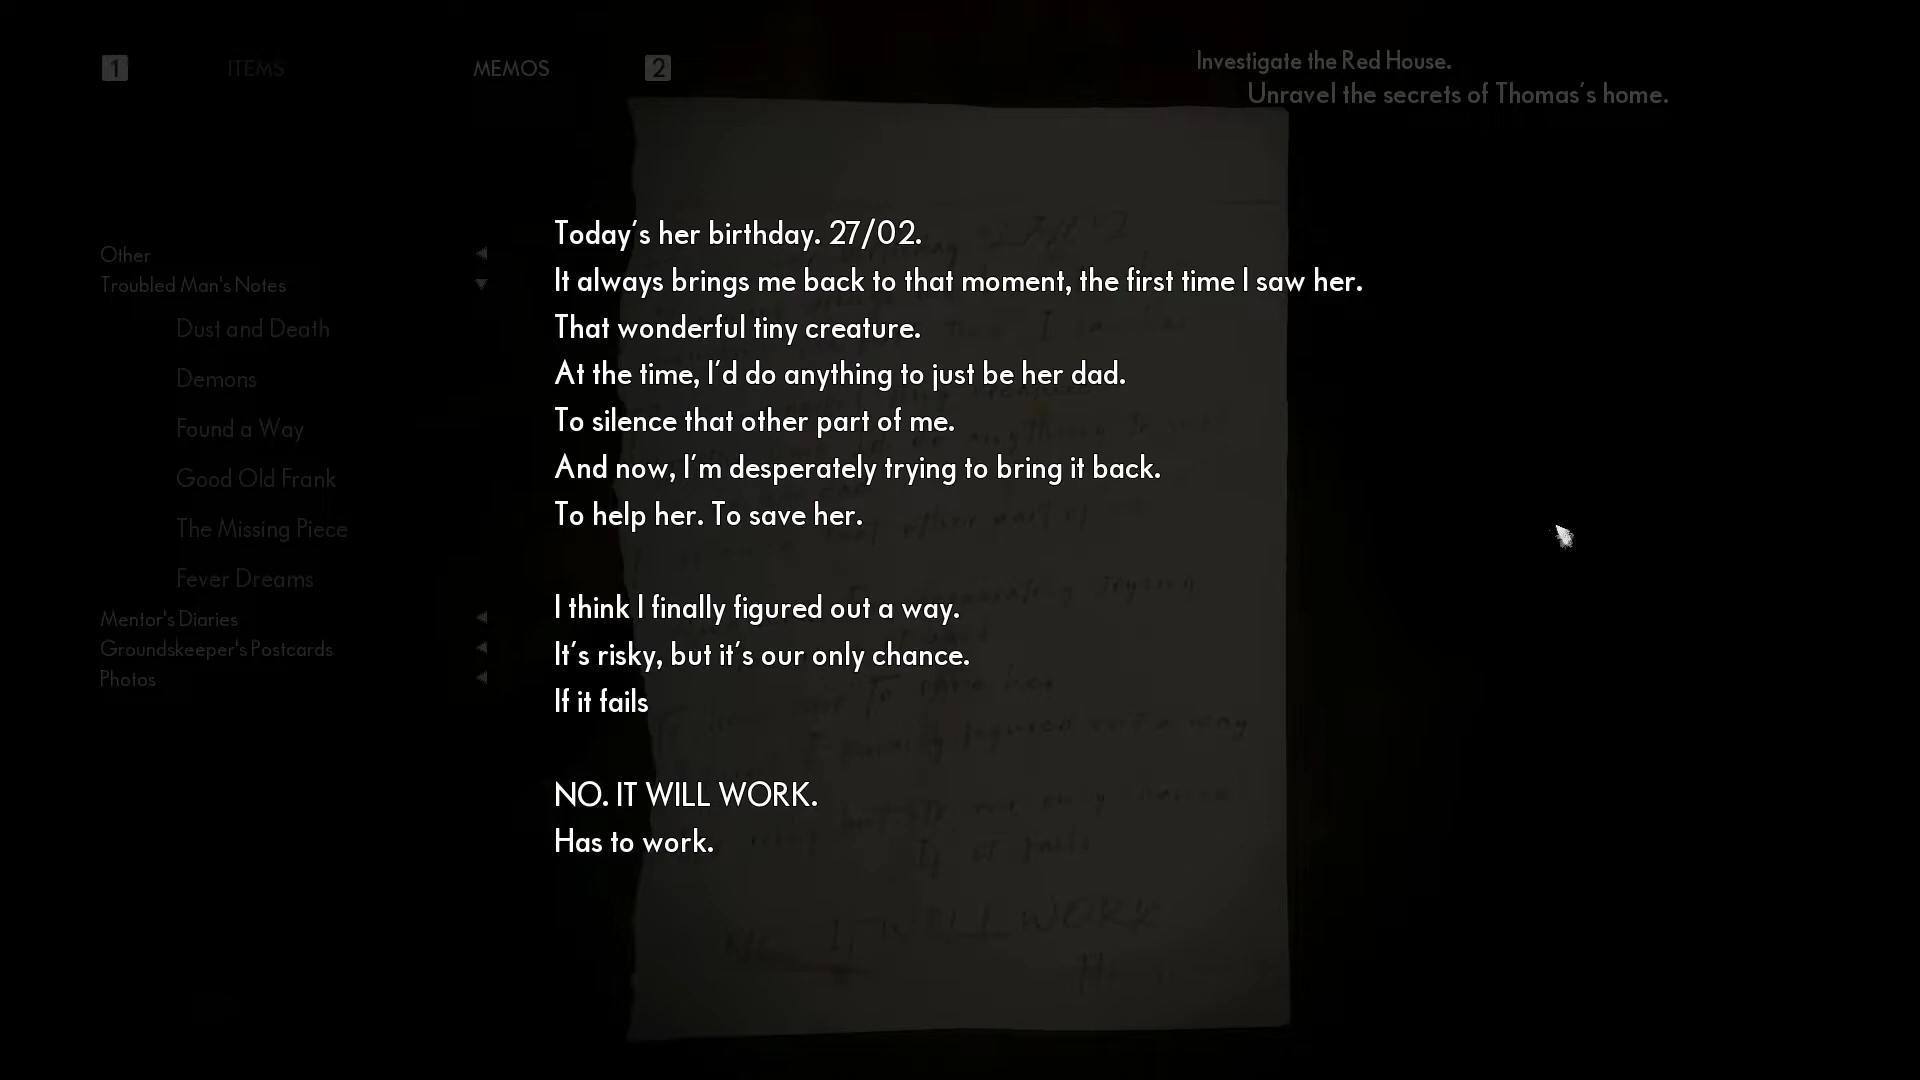 1 ITEMS MEMOS 2
Investigate the Red House.
Unravel the secrets of Thomas's home.
Other
Troubled Man's Notes
Dust and Death
Demons
Found a Way
Good Old Frank
The Missing Piece
Fever Dreams
Mentor's Diaries
Groundskeeper's Postcards
Photos
Today's her birthday. 27/02.
It always brings me back to that moment, the first time I saw her.
That wonderful tiny creature.
At the time, I'd do anything to just be her dad.
To silence that other part of me.
And now, I'm desperately trying to bring it back.
To help her. To save her.
I think I finally figured out a way.
It's risky, but it's our only chance.
If it fails
NO. IT WILL WORK.
Has to work.